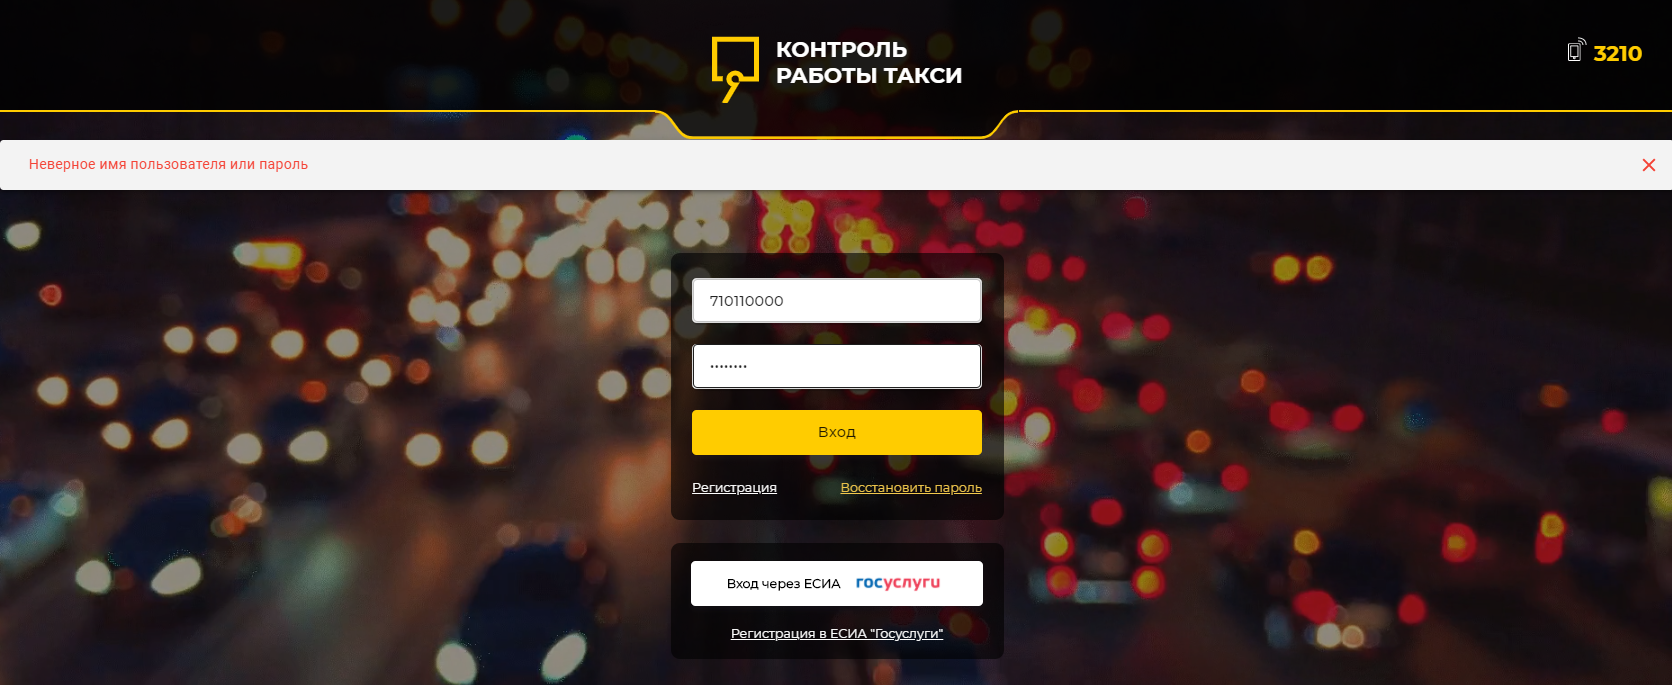 КОНТРОЛЬ
РАБОТЫ ТАКСИ
3210
Неверное имя пользователя или пароль
710110000
••••••••
Вход
Регистрация
Восстановить пароль
Вход через ЕСИА госуслуги
Регистрация в ЕСИА "Госуслуги"